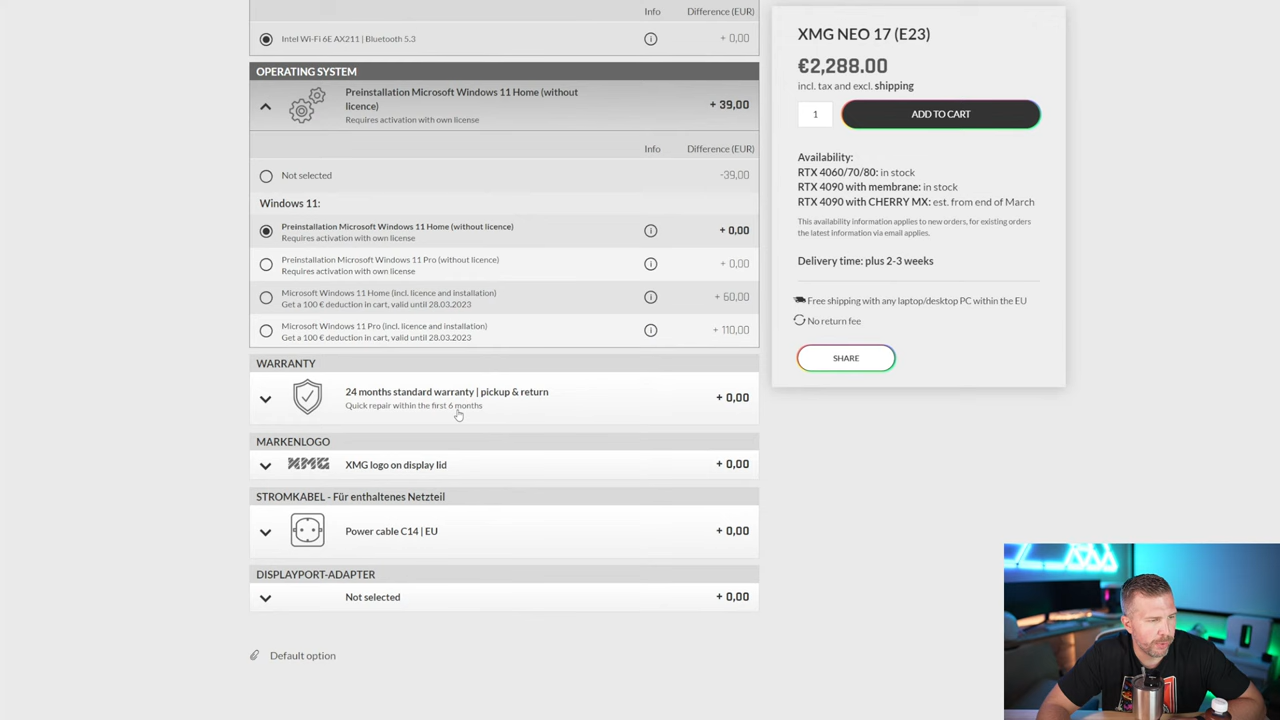 Info Difference (EUR)
Intel Wi-Fi 6E AX211 | Bluetooth 5.3 + 0,00
OPERATING SYSTEM
Preinstallation Microsoft Windows 11 Home (without
licence)
Requires activation with own license
+ 39,00
Info Difference (EUR)
Not selected -39,00
Windows 11:
Preinstallation Microsoft Windows 11 Home (without licence)
Requires activation with own license
+ 0,00
Preinstallation Microsoft Windows 11 Pro (without licence)
Requires activation with own license
+ 0,00
Microsoft Windows 11 Home (incl. licence and installation)
Get a 100 € deduction in cart, valid until 28.03.2023
+ 60,00
Microsoft Windows 11 Pro (incl. licence and installation)
Get a 100 € deduction in cart, valid until 28.03.2023
+ 110,00
WARRANTY
24 months standard warranty | pickup & return
Quick repair within the first 6 months
+ 0,00
MARKENLOGO
XMG XMG logo on display lid + 0,00
STROMKABEL - Für enthaltenes Netzteil
Power cable C14 | EU + 0,00
DISPLAYPORT-ADAPTER
Not selected + 0,00
Default option
XMG NEO 17 (E23)
€2,288.00
incl. tax and excl. shipping
1 ADD TO CART
Availability:
RTX 4060/70/80: in stock
RTX 4090 with membrane: in stock
RTX 4090 with CHERRY MX: est. from end of March
This availability information applies to new orders, for existing orders
the latest information via email applies.
Delivery time: plus 2-3 weeks
Free shipping with any laptop/desktop PC within the EU
No return fee
SHARE